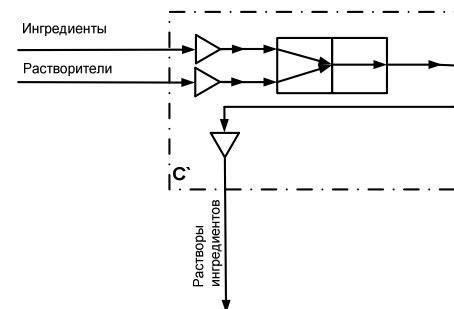 Ингредиенты
Растворители
C`
Растворы
ингредиентов